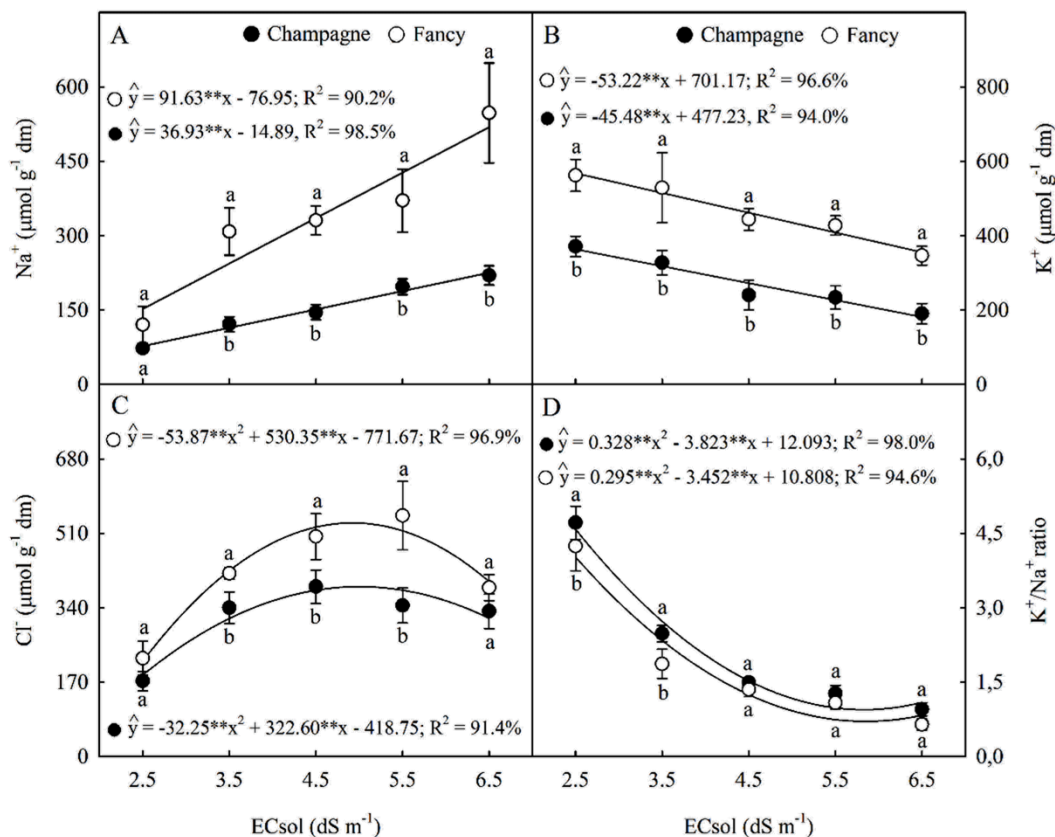 A
Champagne Fancy
ŷ = 91.63**x - 76.95; R² = 90.2%
ŷ = 36.93**x - 14.89, R² = 98.5%
Na⁺ (µmol g⁻¹ dm)
600
450
300
150
0
a
a
a
a
a
a
b
b
b
b
B
Champagne Fancy
ŷ = -53.22**x + 701.17; R² = 96.6%
ŷ = -45.48**x + 477.23, R² = 94.0%
K⁺ (µmol g⁻¹ dm)
800
600
400
200
0
a
a
a
a
a
b
b
b
b
b
C
ŷ = -53.87**x² + 530.35**x - 771.67; R² = 96.9%
Cl⁻ (µmol g⁻¹ dm)
680
510
340
170
0
a
a
a
a
a
a
b
b
b
a
ŷ = -32.25**x² + 322.60**x - 418.75; R² = 91.4%
2.5 3.5 4.5 5.5 6.5
ECsol (dS m⁻¹)
D
ŷ = 0.328**x² - 3.823**x + 12.093; R² = 98.0%
ŷ = 0.295**x² - 3.452**x + 10.808; R² = 94.6%
K⁺/Na⁺ ratio
6,0
4,5
3,0
1,5
0,0
a
a
a
a
a
b
b
a
a
a
2.5 3.5 4.5 5.5 6.5
ECsol (dS m⁻¹)